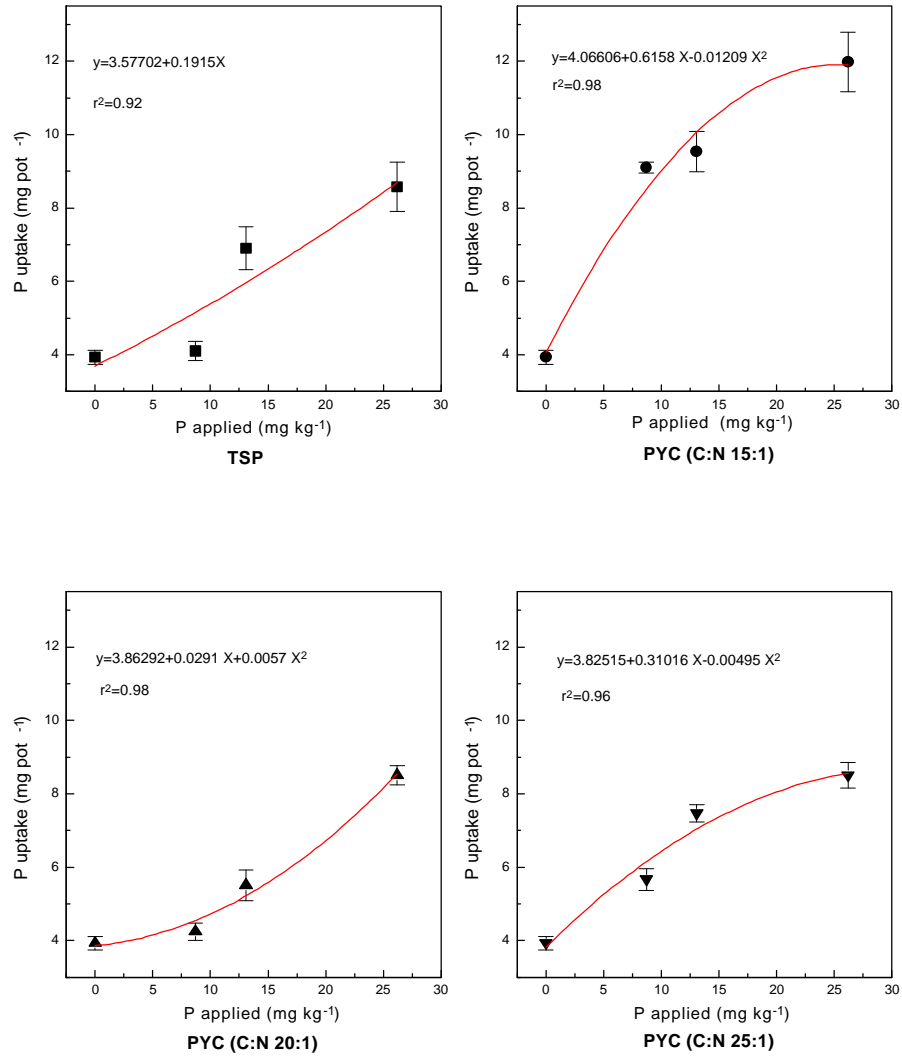 y=3.57702+0.1915X
r²=0.92
P uptake (mg pot -1)
12
10
8
6
4
0 5 10 15 20 25 30
P applied (mg kg-1)
TSP
y=4.06606+0.6158 X-0.01209 X²
r²=0.98
P uptake (mg pot -1)
12
10
8
6
4
0 5 10 15 20 25 30
P applied (mg kg-1)
PYC (C:N 15:1)
y=3.86292+0.0291 X+0.0057 X²
r²=0.98
P uptake (mg pot -1)
12
10
8
6
4
0 5 10 15 20 25 30
P applied (mg kg-1)
PYC (C:N 20:1)
y=3.82515+0.31016 X-0.00495 X²
r²=0.96
P uptake (mg pot -1)
12
10
8
6
4
0 5 10 15 20 25 30
P applied (mg kg-1)
PYC (C:N 25:1)